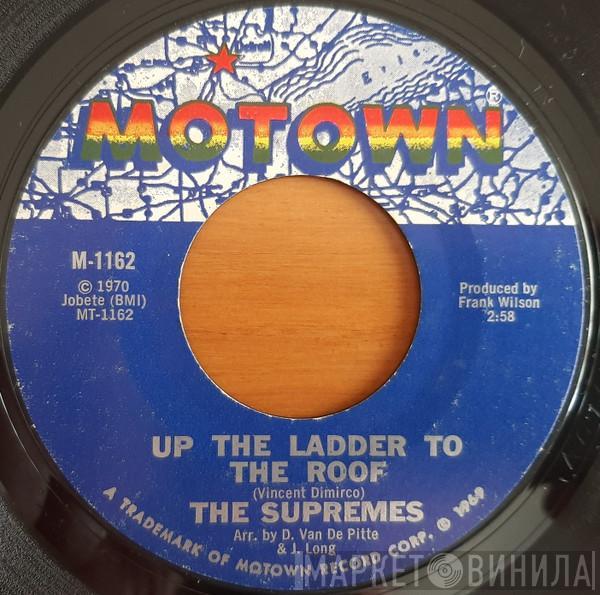 ERIE
MOTOWN®
M-1162
© 1970
Jobete (BMI)
MT-1162
Produced by
Frank Wilson
2:58
UP THE LADDER TO
THE ROOF
(Vincent Dimirco)
THE SUPREMES
Arr. by D. Van De Pitte
& J. Long
A TRADEMARK OF MOTOWN RECORD CORP. © 1969
МАРКЕТ ВИНИЛА